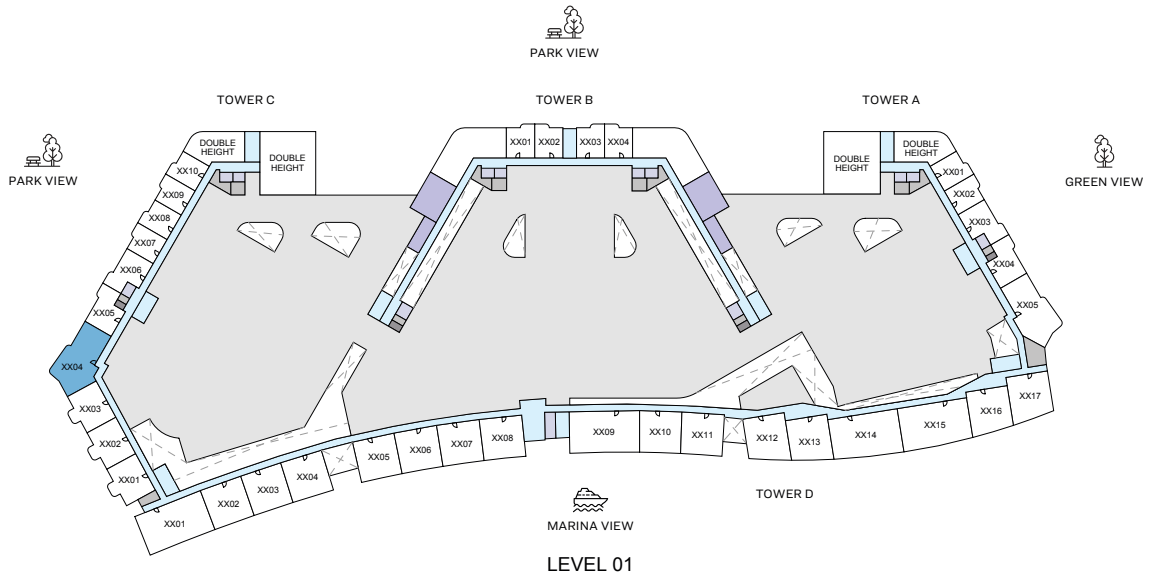 PARK VIEW
TOWER C
TOWER B
TOWER A
PARK VIEW
GREEN VIEW
DOUBLE
HEIGHT
DOUBLE
HEIGHT
XX10
XX09
XX08
XX07
XX06
XX05
XX04
XX03
XX02
XX01
XX01
XX02
XX03
XX04
DOUBLE
HEIGHT
DOUBLE
HEIGHT
XX01
XX02
XX03
XX04
XX05
XX01
XX02
XX03
XX04
XX05
XX06
XX07
XX08
XX09
XX10
XX11
XX12
XX13
XX14
XX15
XX16
XX17
TOWER D
MARINA VIEW
LEVEL 01